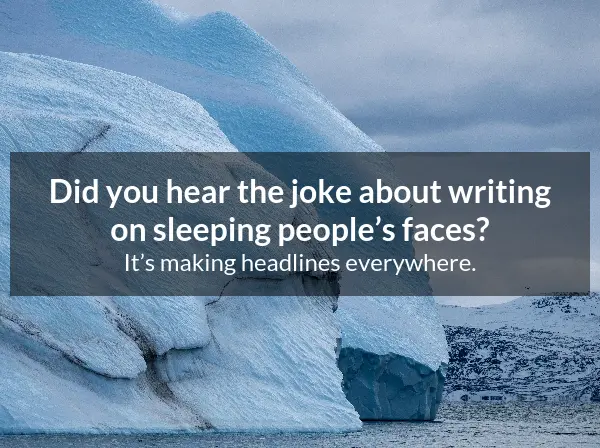 Did you hear the joke about writing
on sleeping people’s faces?
It’s making headlines everywhere.